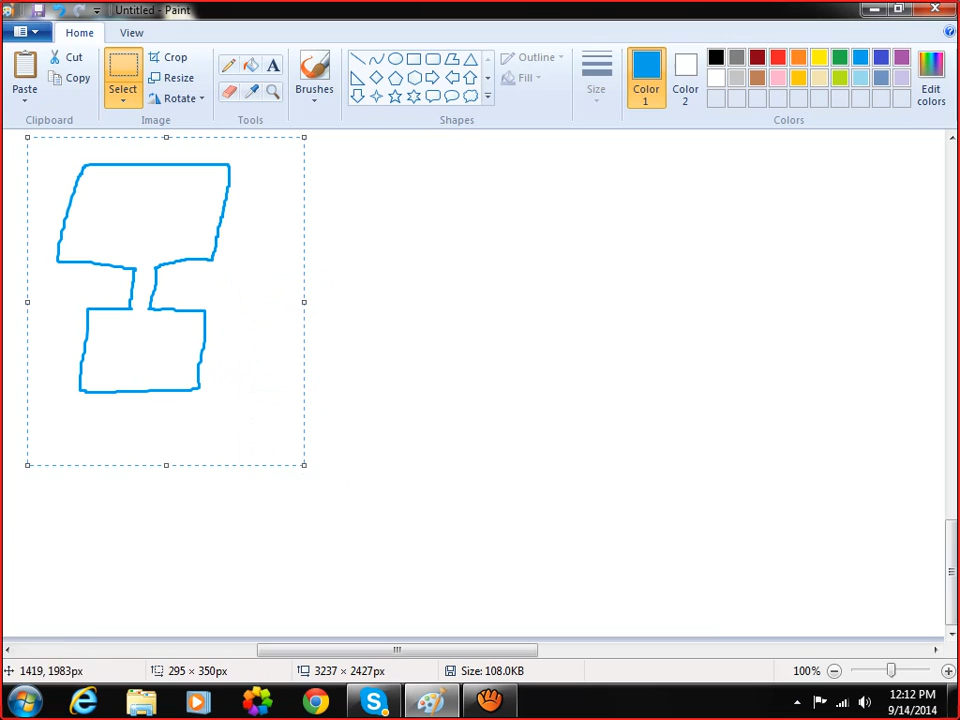 Untitled - Paint
Home View
Paste
Cut
Copy
Clipboard
Select
Crop
Resize
Rotate
Image
A
Tools
Brushes
Shapes
Outline
Fill
Size
Color 1
Color 2
Edit colors
Colors
1419, 1983px 295 × 350px 3237 × 2427px Size: 108.0KB 100%
12:12 PM
9/14/2014